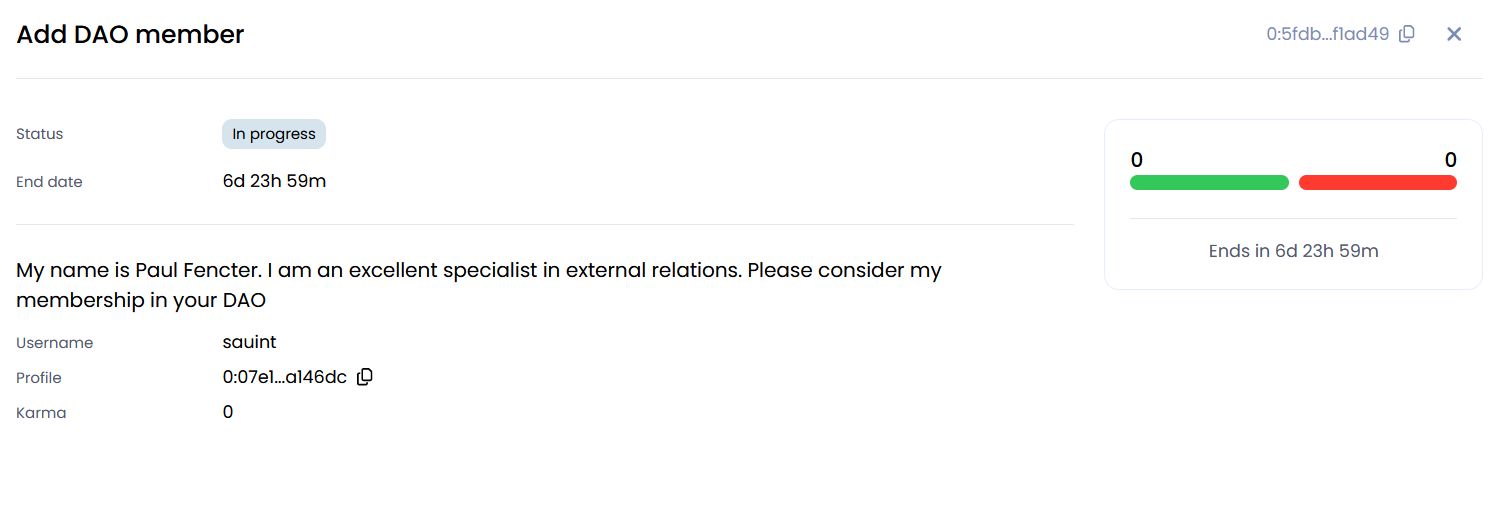 Add DAO member
0:5fdb...f1ad49
Status
In progress
End date
6d 23h 59m
0
0
Ends in 6d 23h 59m
My name is Paul Fencter. I am an excellent specialist in external relations. Please consider my
membership in your DAO
Username
sauint
Profile
0:07e1...a146dc
Karma
0